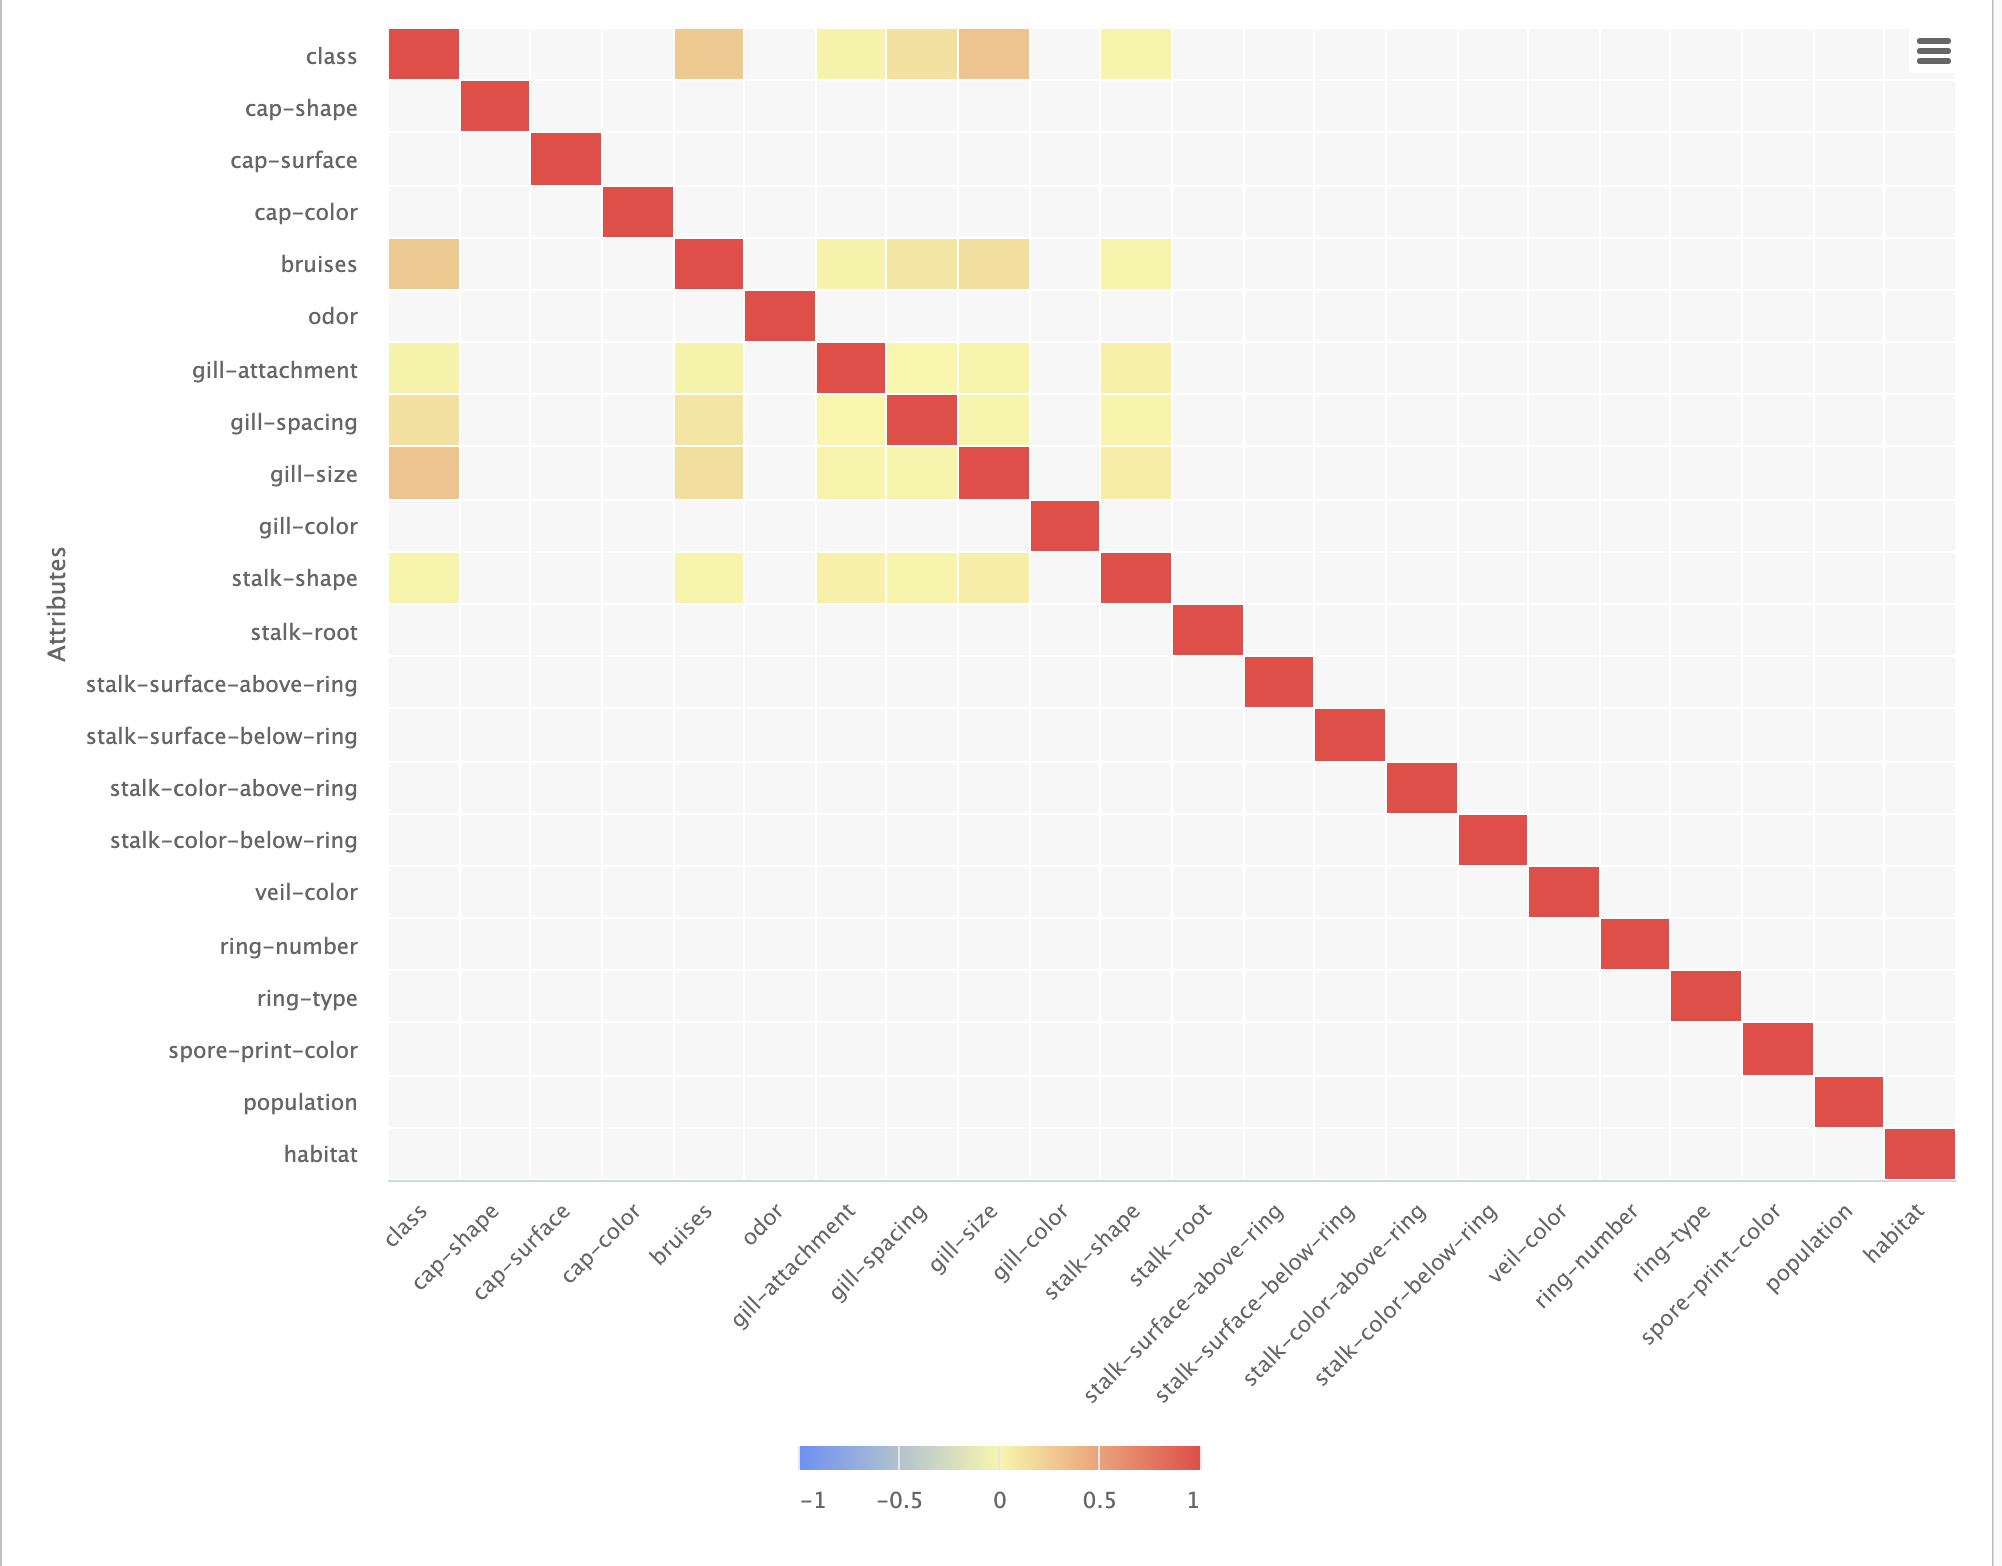 class
cap-shape
cap-surface
cap-color
bruises
odor
gill-attachment
gill-spacing
gill-size
gill-color
stalk-shape
stalk-root
stalk-surface-above-ring
stalk-surface-below-ring
stalk-color-above-ring
stalk-color-below-ring
veil-color
ring-number
ring-type
spore-print-color
population
habitat
Attributes
class
cap-shape
cap-surface
cap-color
bruises
odor
gill-attachment
gill-spacing
gill-size
gill-color
stalk-shape
stalk-root
stalk-surface-above-ring
stalk-surface-below-ring
stalk-color-above-ring
stalk-color-below-ring
veil-color
ring-number
ring-type
spore-print-color
population
habitat
-1 -0.5 0 0.5 1